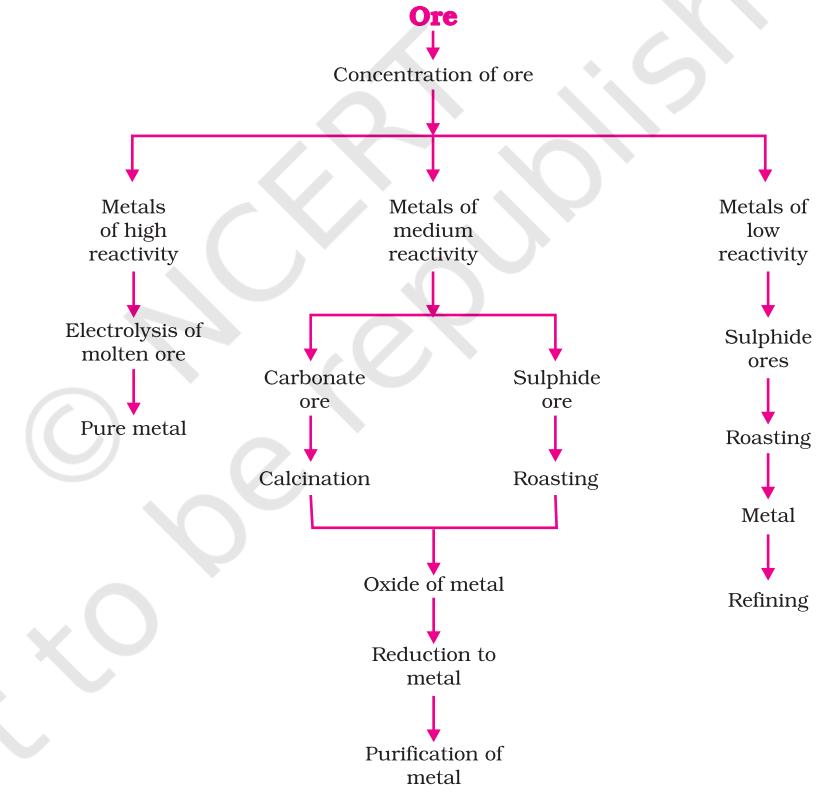 Ore
Concentration of ore
Metals
of high
reactivity
Electrolysis of
molten ore
Pure metal
Metals of
medium
reactivity
Carbonate
ore
Calcination
Sulphide
ore
Roasting
Oxide of metal
Reduction to
metal
Purification of
metal
Metals of
low
reactivity
Sulphide
ores
Roasting
Metal
Refining
© NCERT
to be republish